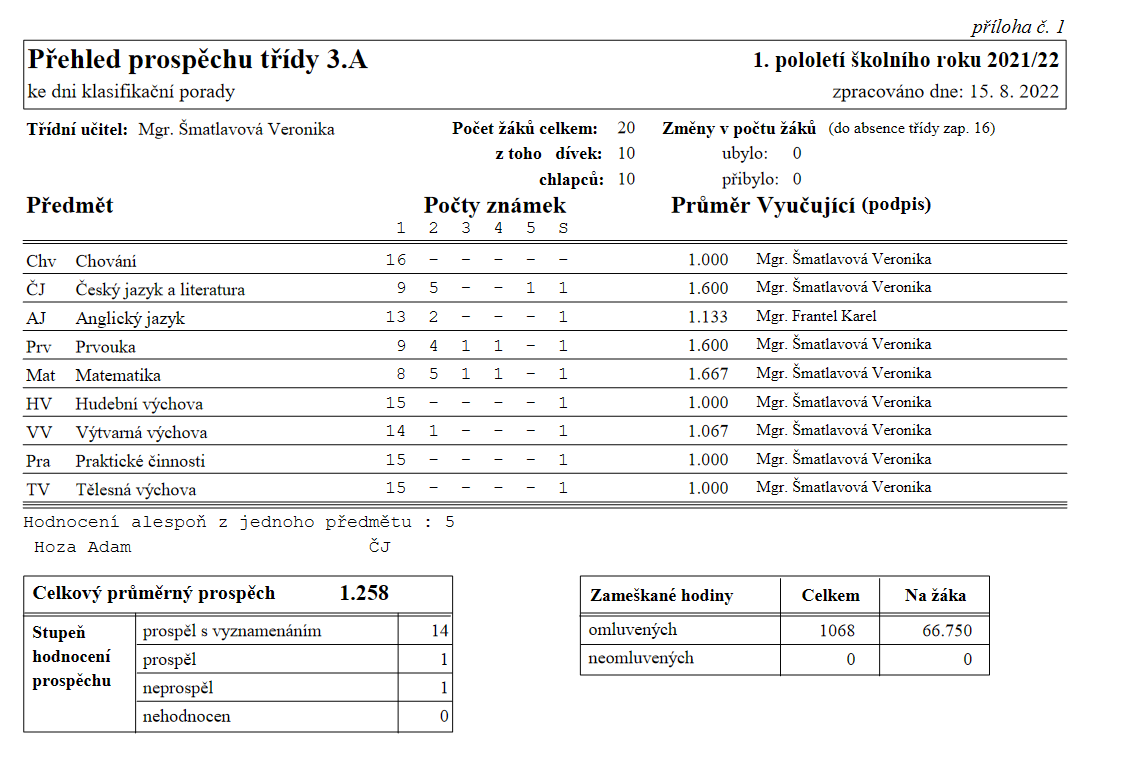 příloha č. 1
Přehled prospěchu třídy 3.A 1. pololetí školního roku 2021/22
ke dni klasifikační porady zpracováno dne: 15. 8. 2022
Třídní učitel: Mgr. Šmatlavová Veronika Počet žáků celkem: 20 Změny v počtu žáků (do absence třídy zap. 16)
z toho dívek: 10 ubylo: 0
chlapců: 10 přibylo: 0
Předmět Počty známek Průměr Vyučující (podpis)
1 2 3 4 5 S
Chv Chování 16 – – – – – 1.000 Mgr. Šmatlavová Veronika
ČJ Český jazyk a literatura 9 5 – – 1 1 1.600 Mgr. Šmatlavová Veronika
AJ Anglický jazyk 13 2 – – – 1 1.133 Mgr. Frantel Karel
Prv Prvouka 9 4 1 1 – 1 1.600 Mgr. Šmatlavová Veronika
Mat Matematika 8 5 1 1 – 1 1.667 Mgr. Šmatlavová Veronika
HV Hudební výchova 15 – – – – 1 1.000 Mgr. Šmatlavová Veronika
VV Výtvarná výchova 14 1 – – – 1 1.067 Mgr. Šmatlavová Veronika
Pra Praktické činnosti 15 – – – – 1 1.000 Mgr. Šmatlavová Veronika
TV Tělesná výchova 15 – – – – 1 1.000 Mgr. Šmatlavová Veronika
Hodnocení alespoň z jednoho předmětu : 5
Hoza Adam ČJ
Celkový průměrný prospěch 1.258
Stupeň hodnocení prospěchu
prospěl s vyznamenáním 14
prospěl 1
neprospěl 1
nehodnocen 0
Zameškané hodiny Celkem Na žáka
omluvených 1068 66.750
neomluvených 0 0